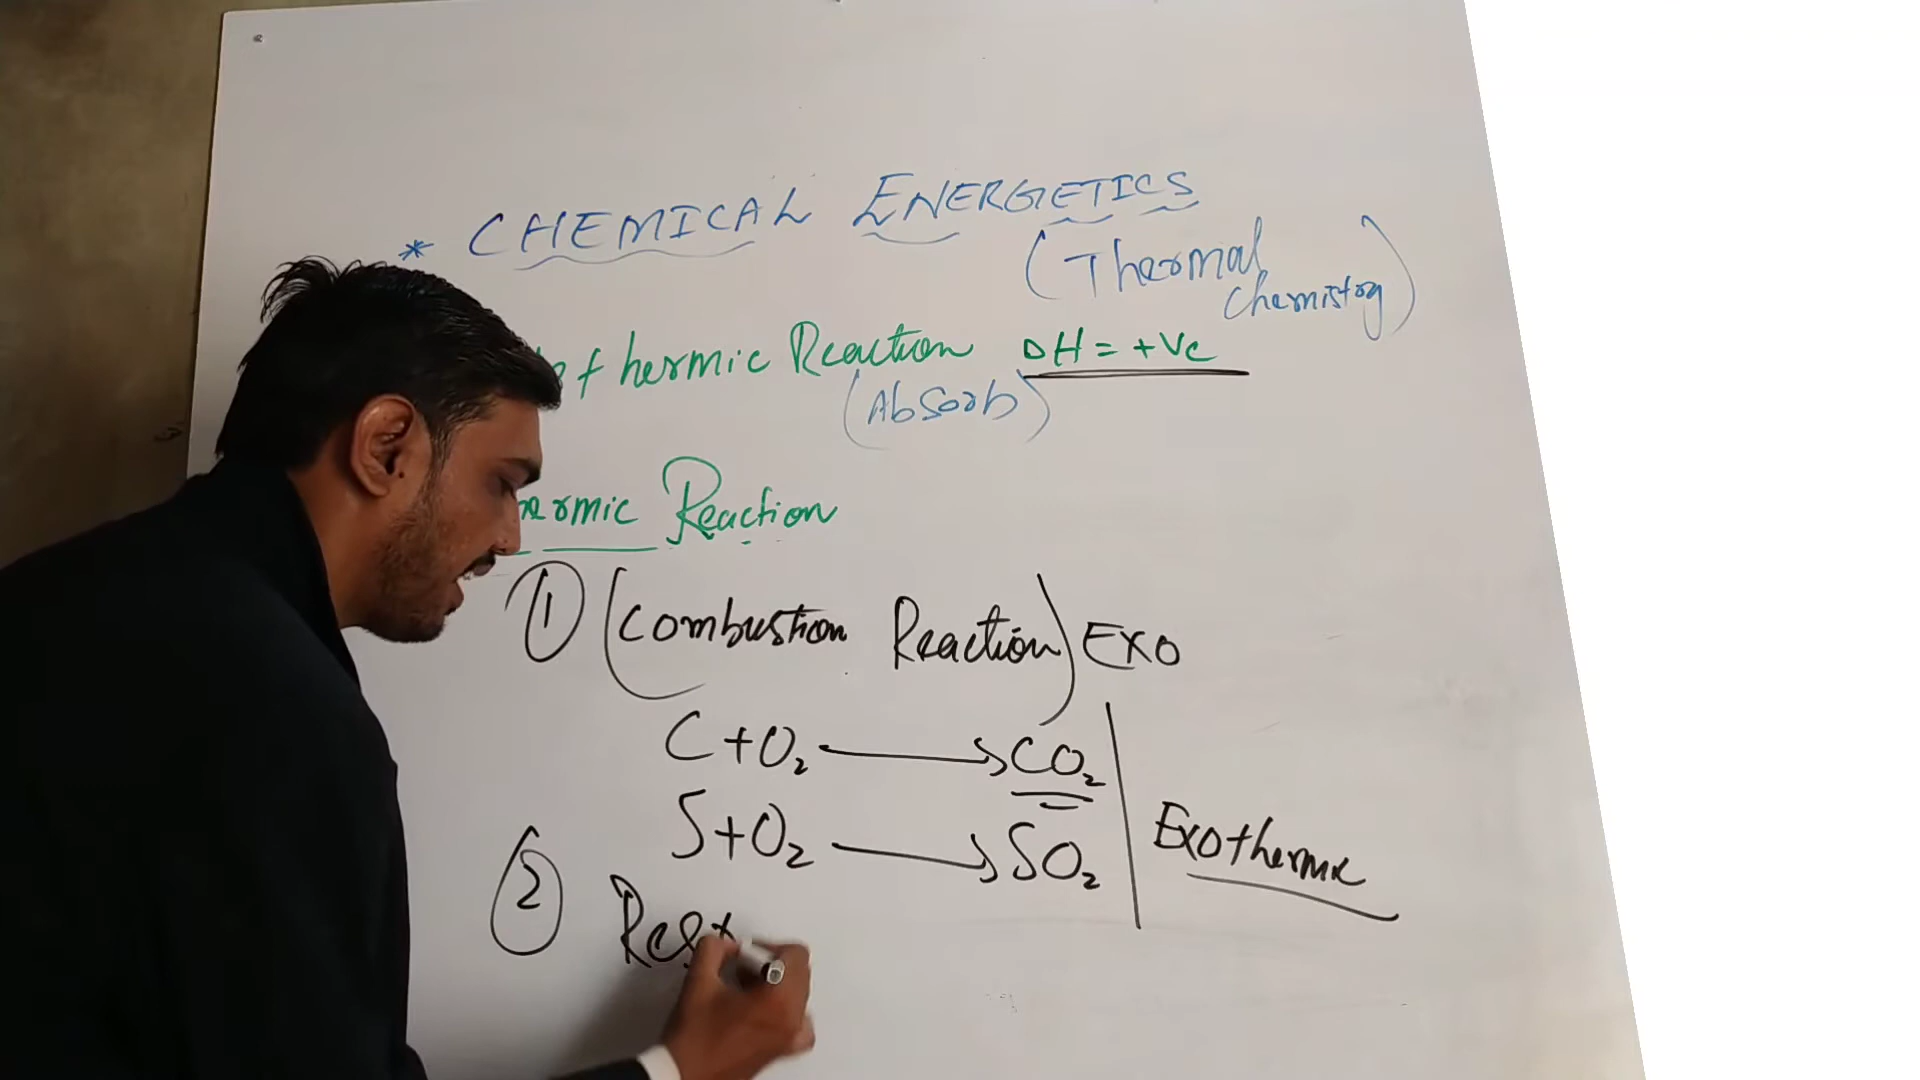 * CHEMICAL ENERGETICS
(Thermal
Chemistry)
thermic Reaction ΔH = +Ve
(Absorb)
ermic Reaction
① (Combustion Reaction) Exo
C+O₂ → CO₂
S+O₂ → SO₂
Exothermic
②